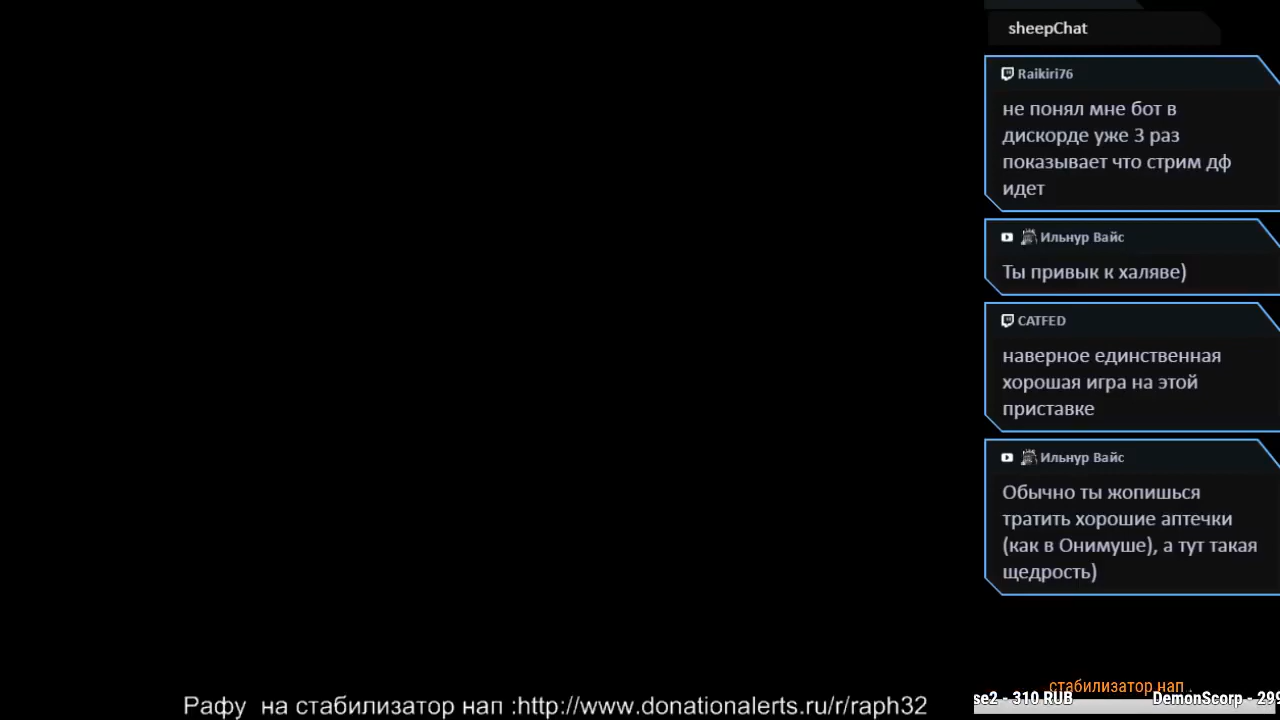 sheepChat
Raikiri76
не понял мне бот в
дискорде уже 3 раз
показывает что стрим дф
идет
Ильнур Вайс
Ты привык к халяве)
CATFED
наверное единственная
хорошая игра на этой
приставке
Ильнур Вайс
Обычно ты жопишься
тратить хорошие аптечки
(как в Онимуше), а тут такая
щедрость)
стабилизатор нап .
se2 - 310 RUB DemonScorp - 299
Рафу на стабилизатор нап :http://www.donationalerts.ru/r/raph32